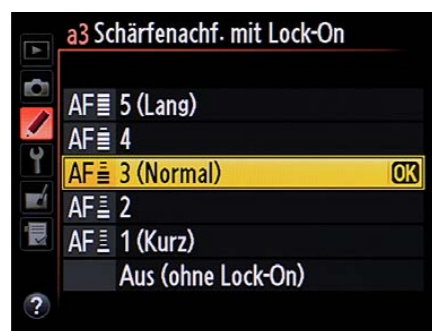 a3 Schärfenachf. mit Lock-On
AF 5 (Lang)
AF 4
AF 3 (Normal) OK
AF 2
AF 1 (Kurz)
Aus (ohne Lock-On)
?